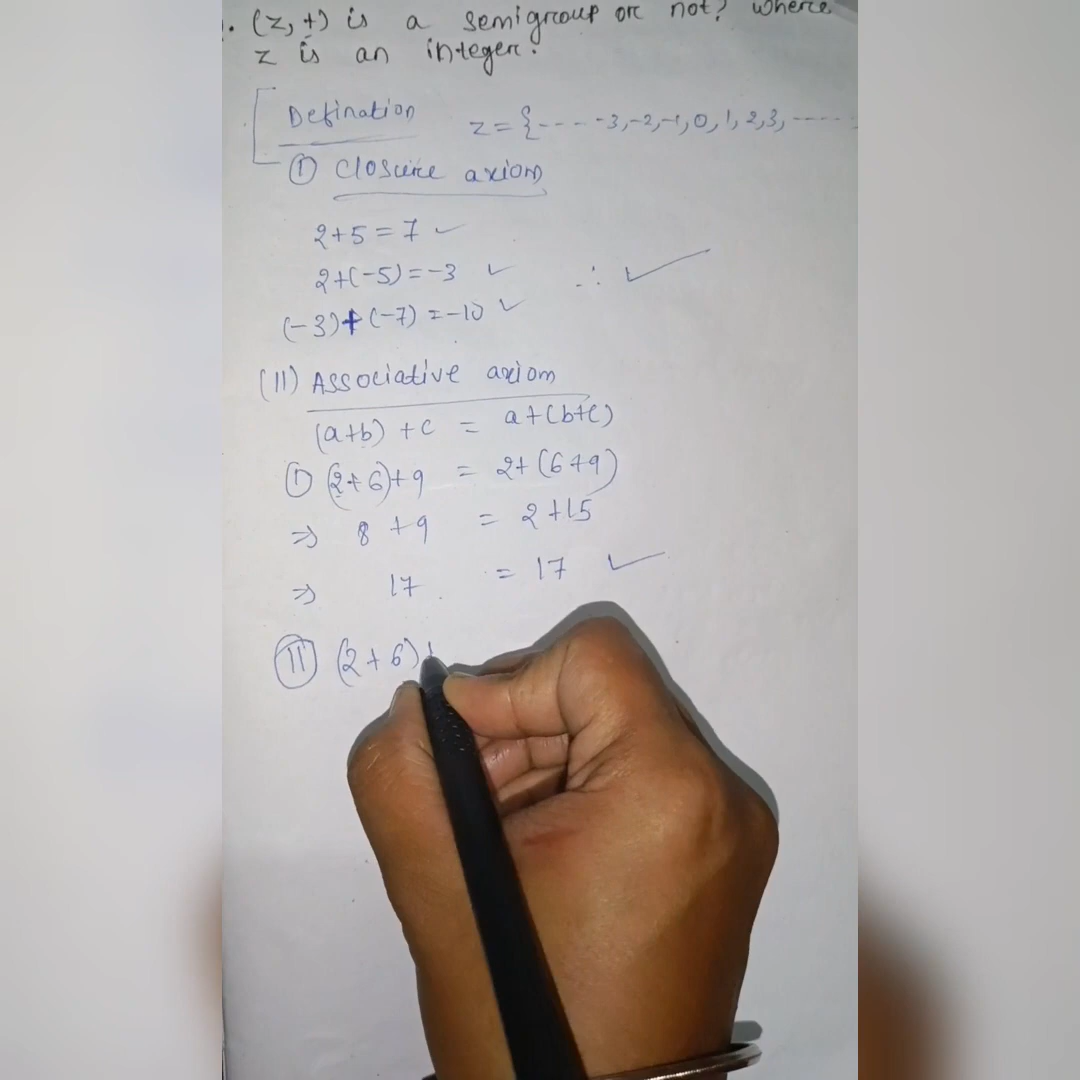 . (z, +) is a semigroup or not? where
z is an integer.
Defination z = {---- -3, -2, -1, 0, 1, 2, 3, -----
① closure axiom
2+5 = 7 ✓
2+(-5) = -3 ✓ ∴ ✓
(-3)+(-7) = -10 ✓
(II) Associative axiom
(a+b) + c = a+(b+c)
① (2+6)+9 = 2+(6+9)
⇒ 8 + 9 = 2+15
⇒ 17 = 17 ✓
Ⅱ (2+6)+